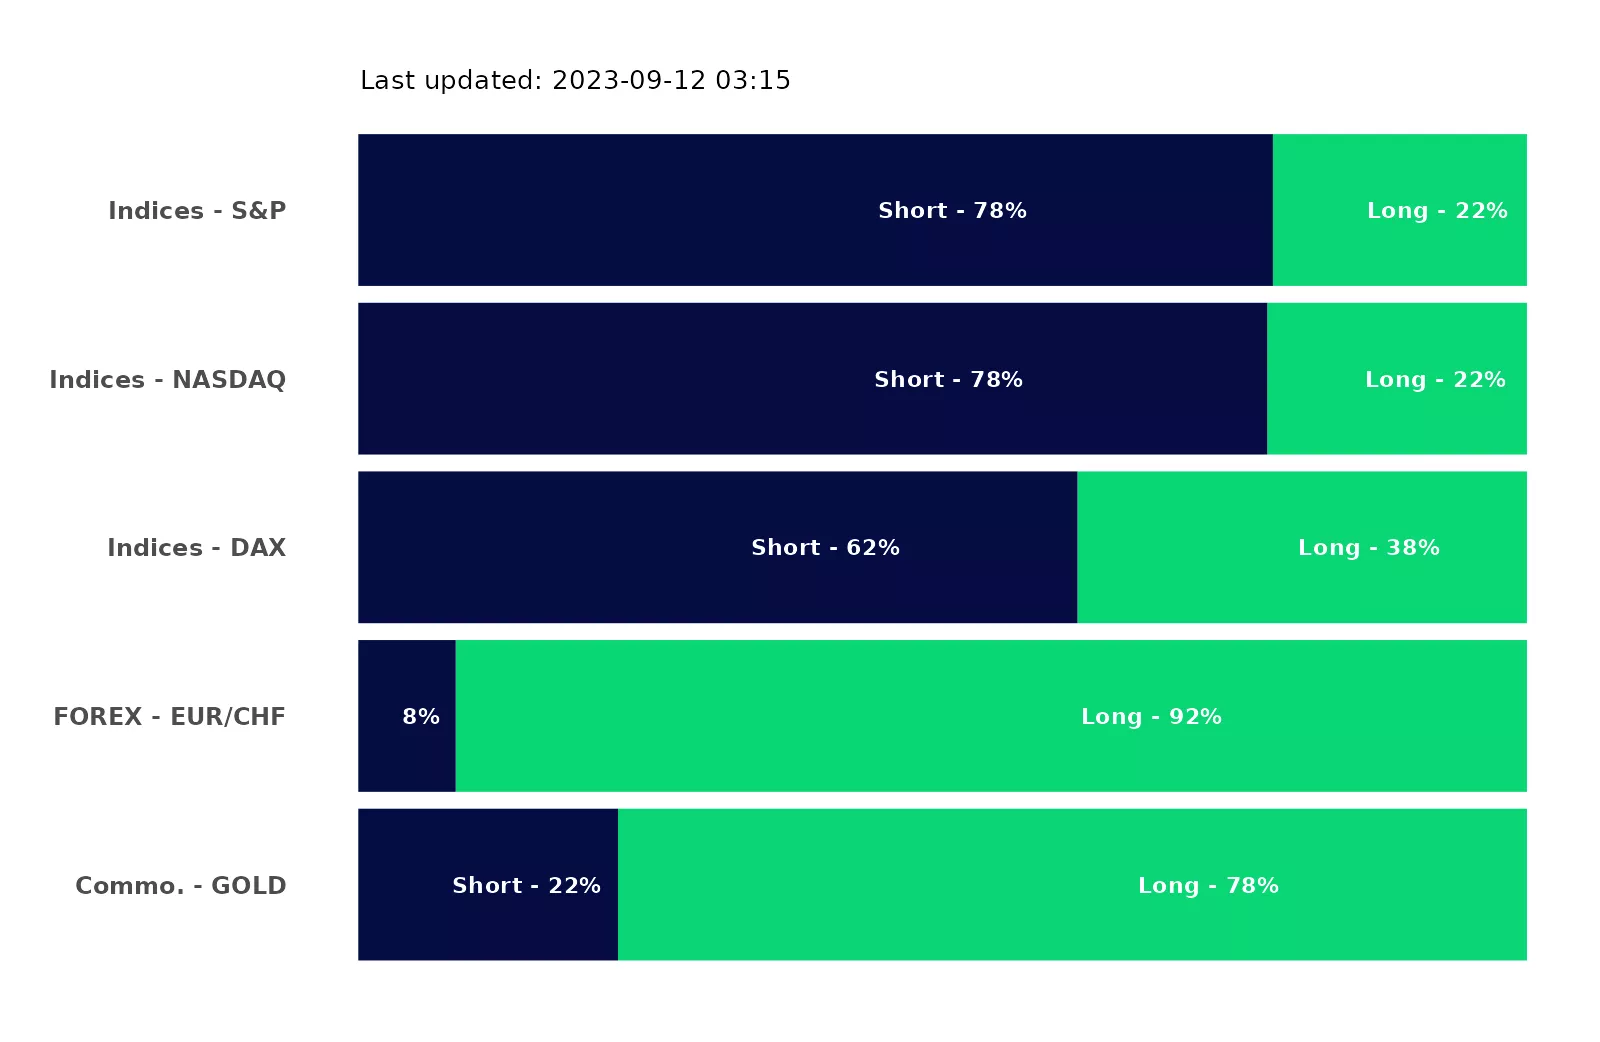 Last updated: 2023-09-12 03:15
Indices - S&P Short - 78% Long - 22%
Indices - NASDAQ Short - 78% Long - 22%
Indices - DAX Short - 62% Long - 38%
FOREX - EUR/CHF 8% Long - 92%
Commo. - GOLD Short - 22% Long - 78%